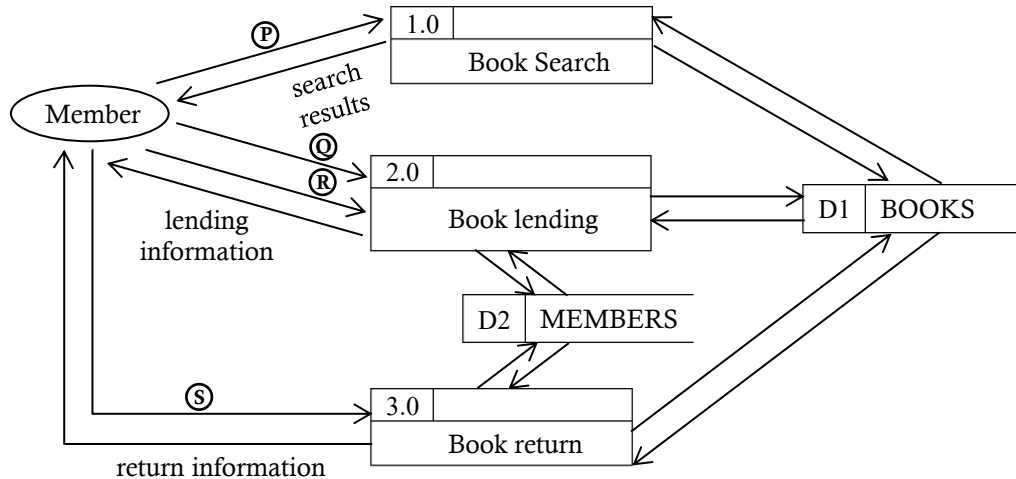 P
1.0
Book Search
search
results
Member
Q
R
2.0
Book lending
lending
information
D1 BOOKS
D2 MEMBERS
S
3.0
Book return
return information